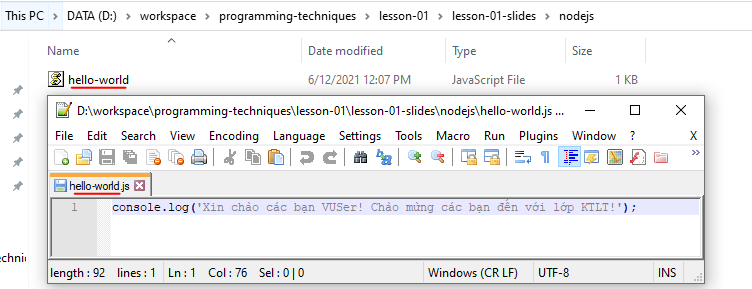 This PC > DATA (D:) > workspace > programming-techniques > lesson-01 > lesson-01-slides > nodejs
Name Date modified Type Size
hello-world 6/12/2021 12:07 PM JavaScript File 1 KB
D:\workspace\programming-techniques\lesson-01\lesson-01-slides\nodejs\hello-world.js ...
File Edit Search View Encoding Language Settings Tools Macro Run Plugins Window ? X
hello-world.js
1 console.log('Xin chào các bạn VUSer! Chào mừng các bạn đến với lớp KTLT!');
length : 92 lines : 1 Ln : 1 Col : 76 Sel : 0 | 0 Windows (CR LF) UTF-8 INS